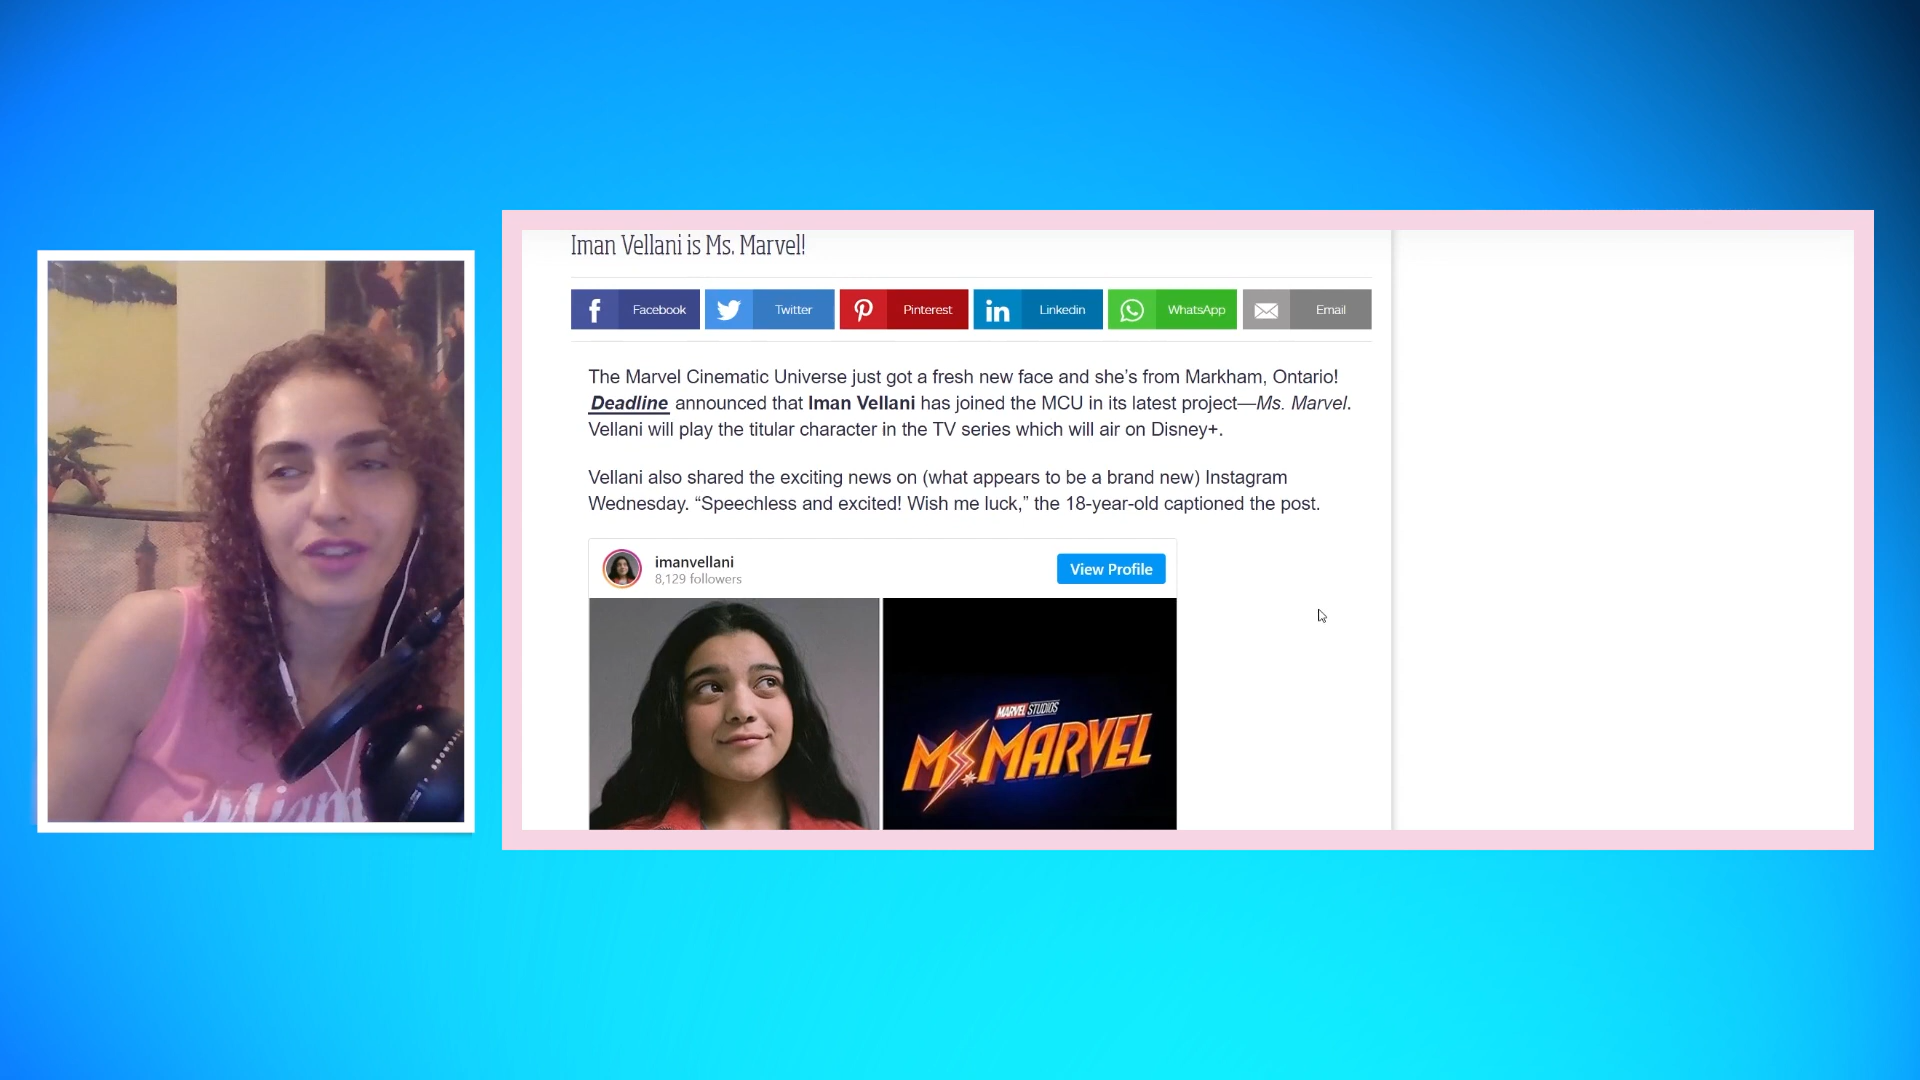 Iman Vellani is Ms. Marvel!
Facebook
Twitter
Pinterest
Linkedin
WhatsApp
Email
The Marvel Cinematic Universe just got a fresh new face and she’s from Markham, Ontario!
Deadline announced that Iman Vellani has joined the MCU in its latest project—Ms. Marvel.
Vellani will play the titular character in the TV series which will air on Disney+.
Vellani also shared the exciting news on (what appears to be a brand new) Instagram
Wednesday. “Speechless and excited! Wish me luck,” the 18-year-old captioned the post.
imanvellani
8,129 followers
View Profile
MARVEL STUDIOS
MS. MARVEL